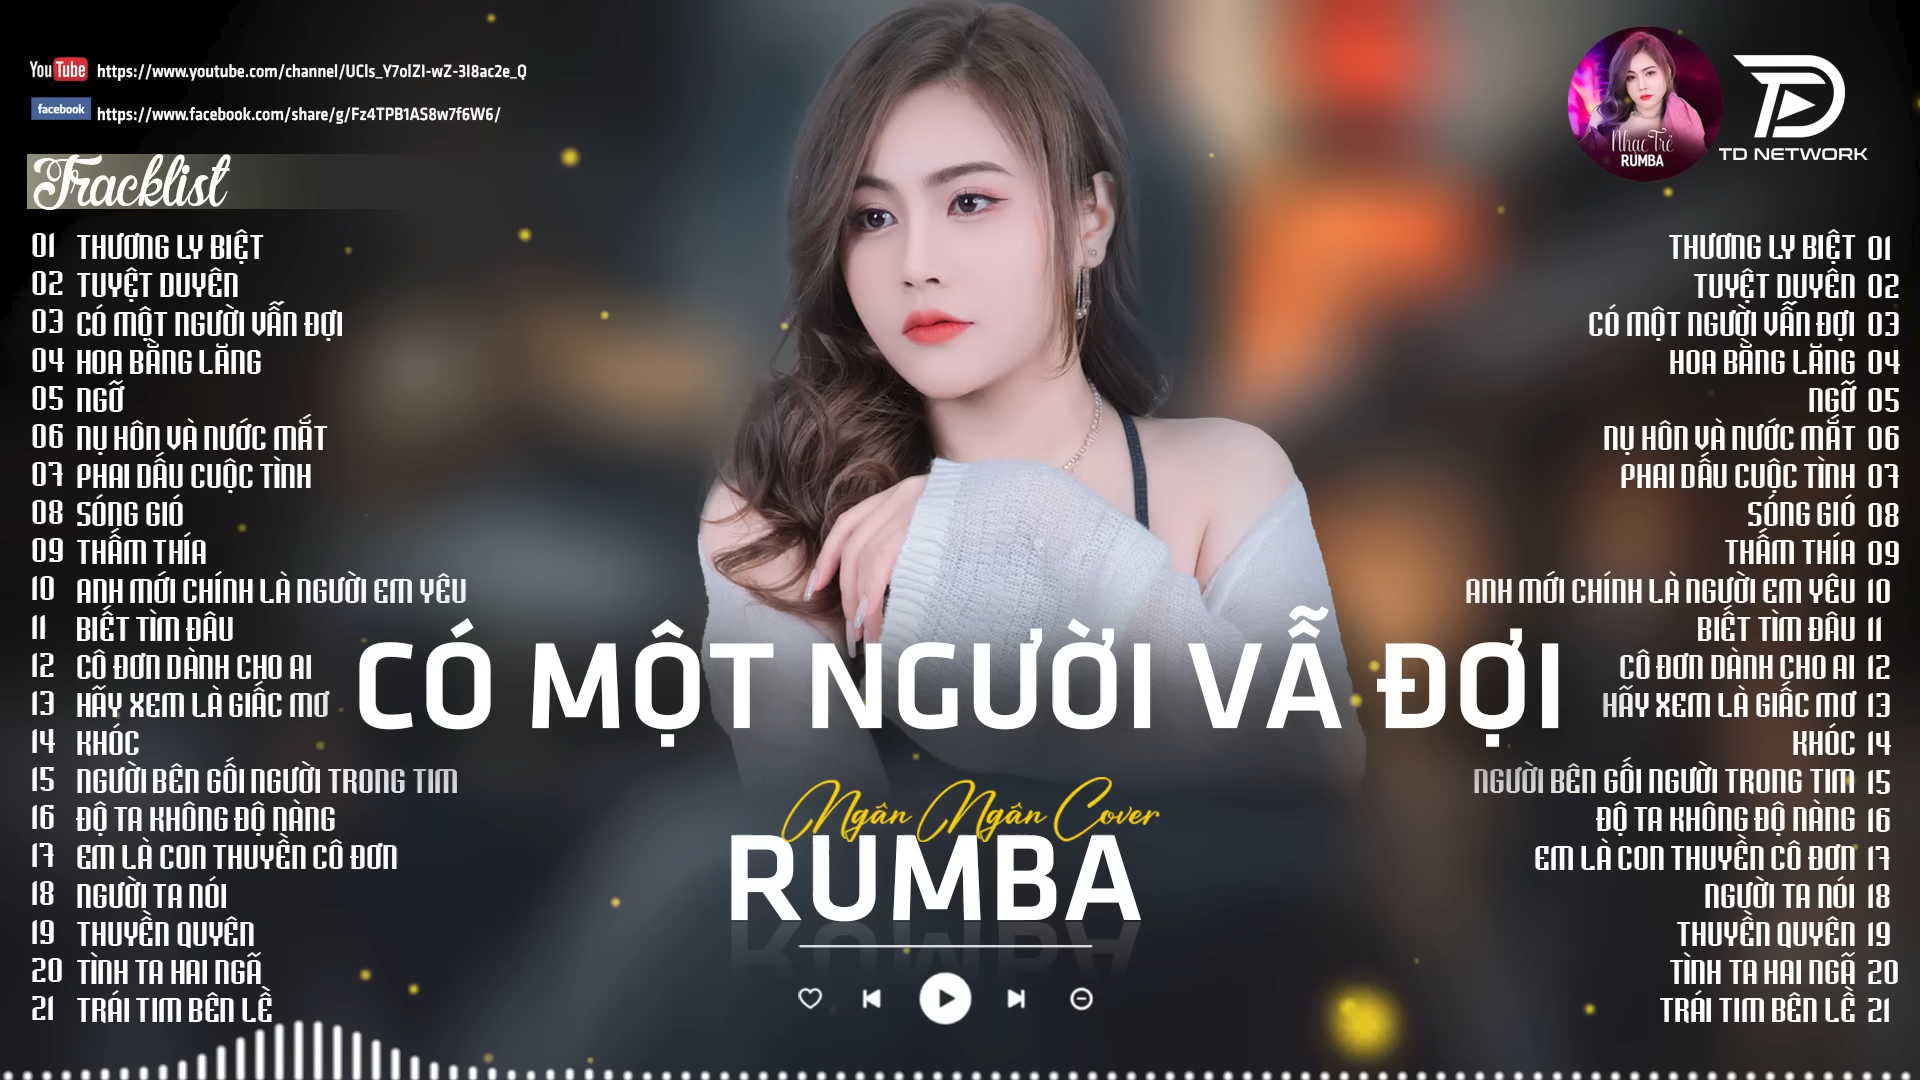 YouTube https://www.youtube.com/channel/UCls_Y7olZl-wZ-3l8ac2e_Q
facebook https://www.facebook.com/share/g/Fz4TPB1AS8w7f6W6/
Nhạc Trẻ
RUMBA
TD NETWORK
Tracklist
01 THƯƠNG LY BIỆT
02 TUYỆT DUYÊN
03 CÓ MỘT NGƯỜI VẪN ĐỢI
04 HOA BẰNG LĂNG
05 NGỠ
06 NỤ HÔN VÀ NƯỚC MẮT
07 PHAI DẤU CUỘC TÌNH
08 SÓNG GIÓ
09 THẤM THÍA
10 ANH MỚI CHÍNH LÀ NGƯỜI EM YÊU
11 BIẾT TÌM ĐÂU
12 CÔ ĐƠN DÀNH CHO AI
13 HÃY XEM LÀ GIẤC MƠ
14 KHÓC
15 NGƯỜI BÊN GỐI NGƯỜI TRONG TIM
16 ĐỘ TA KHÔNG ĐỘ NÀNG
17 EM LÀ CON THUYỀN CÔ ĐƠN
18 NGƯỜI TA NÓI
19 THUYỀN QUYÊN
20 TÌNH TA HAI NGÃ
21 TRÁI TIM BÊN LỀ
CÓ MỘT NGƯỜI VẪ ĐỢI
Ngân Ngân Cover
RUMBA
THƯƠNG LY BIỆT 01
TUYỆT DUYÊN 02
CÓ MỘT NGƯỜI VẪN ĐỢI 03
HOA BẰNG LĂNG 04
NGỠ 05
NỤ HÔN VÀ NƯỚC MẮT 06
PHAI DẤU CUỘC TÌNH 07
SÓNG GIÓ 08
THẤM THÍA 09
ANH MỚI CHÍNH LÀ NGƯỜI EM YÊU 10
BIẾT TÌM ĐÂU 11
CÔ ĐƠN DÀNH CHO AI 12
HÃY XEM LÀ GIẤC MƠ 13
KHÓC 14
NGƯỜI BÊN GỐI NGƯỜI TRONG TIM 15
ĐỘ TA KHÔNG ĐỘ NÀNG 16
EM LÀ CON THUYỀN CÔ ĐƠN 17
NGƯỜI TA NÓI 18
THUYỀN QUYÊN 19
TÌNH TA HAI NGÃ 20
TRÁI TIM BÊN LỀ 21